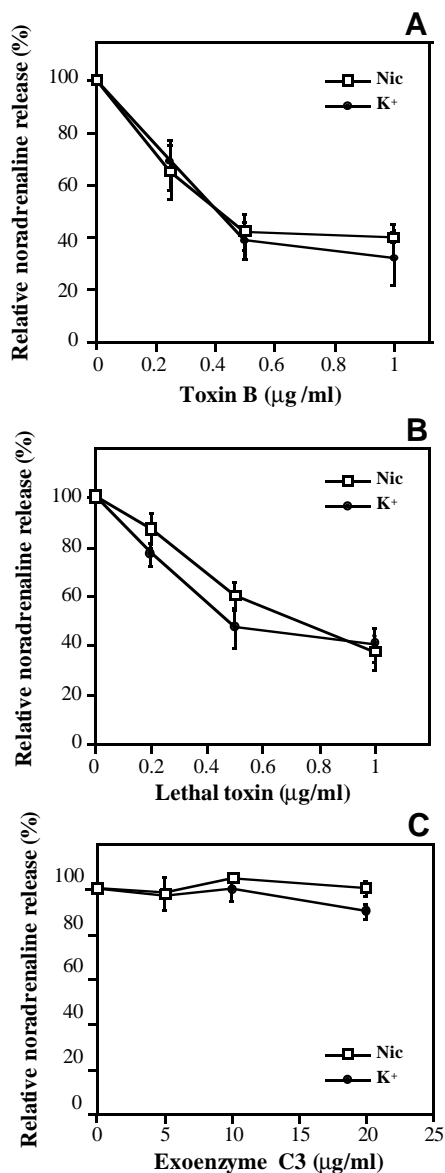 A
Relative noradrenaline release (%)
100
80
60
40
20
0
Nic
K⁺
0 0.2 0.4 0.6 0.8 1
Toxin B (µg /ml)
B
Relative noradrenaline release (%)
100
80
60
40
20
0
Nic
K⁺
0 0.2 0.4 0.6 0.8 1
Lethal toxin (µg/ml)
C
Relative noradrenaline release (%)
100
80
60
40
20
0
Nic
K⁺
0 5 10 15 20 25
Exoenzyme C3 (µg/ml)